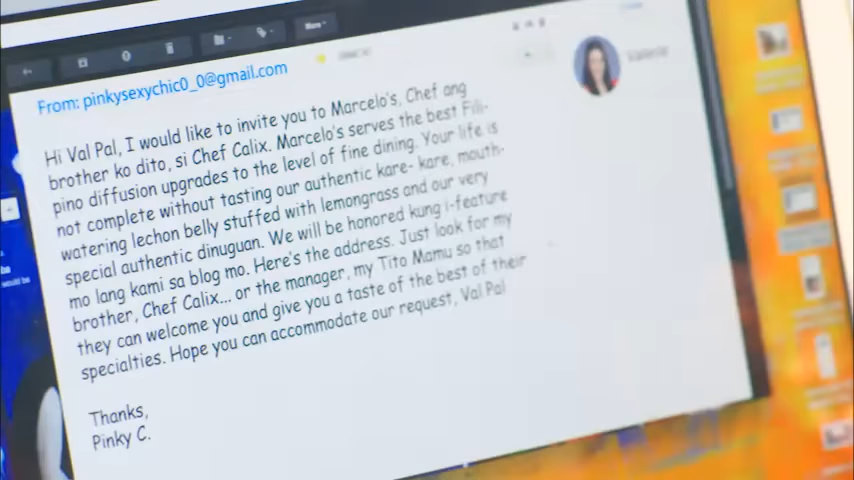 More
From: pinkysexychic0_0@gmail.com
Hi Val Pal, I would like to invite you to Marcelo's, Chef ang
brother ko dito, si Chef Calix. Marcelo's serves the best Fili-
pino diffusion upgrades to the level of fine dining. Your life is
not complete without tasting our authentic kare- kare, mouth-
watering lechon belly stuffed with lemongrass and our very
special authentic dinuguan. We will be honored kung i-feature
mo lang kami sa blog mo. Here's the address. Just look for my
brother, Chef Calix... or the manager, my Tito Mamu so that
they can welcome you and give you a taste of the best of their
specialties. Hope you can accommodate our request, Val Pal
Thanks,
Pinky C.